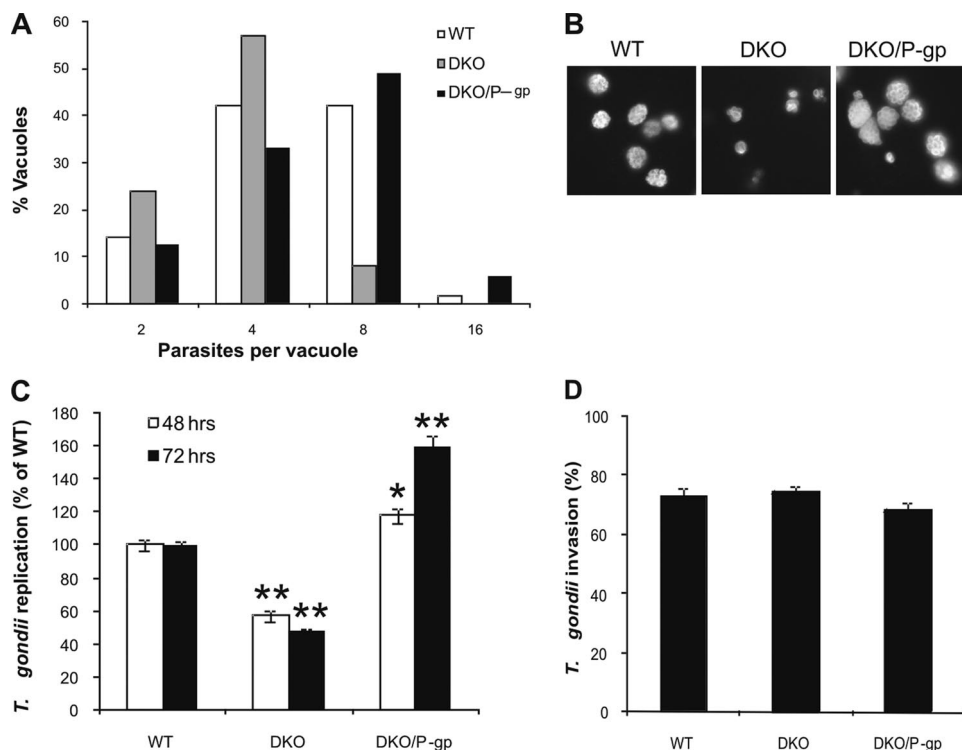 A
% Vacuoles
60
50
40
30
20
10
0
WT
DKO
DKO/P-gp
2 4 8 16
Parasites per vacuole
B
WT DKO DKO/P-gp
C
T. gondii replication (% of WT)
180
160
140
120
100
80
60
40
20
0
48 hrs
72 hrs
** ** * **
WT DKO DKO/P-gp
D
T. gondii invasion (%)
100
80
60
40
20
0
WT DKO DKO/P-gp